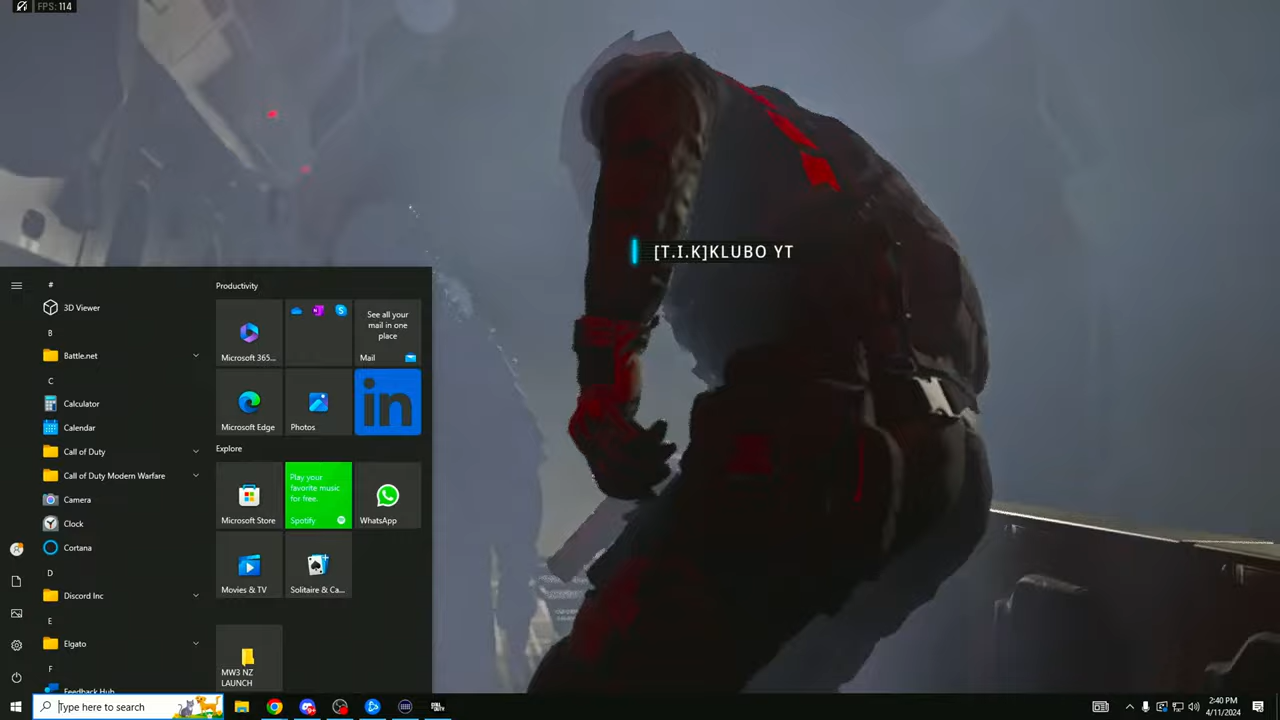 FPS: 114
[T.I.K]KLUBO YT
#
3D Viewer
B
Battle.net
C
Calculator
Calendar
Call of Duty
Call of Duty Modern Warfare
Camera
Clock
Cortana
D
Discord Inc
E
Elgato
F
Feedback Hub
Productivity
Microsoft 365...
See all your
mail in one
place
Mail
Microsoft Edge
Photos
in
Explore
Microsoft Store
Play your
favorite music
for free.
Spotify
WhatsApp
Movies & TV
Solitaire & Ca...
MW3 NZ
LAUNCH
Type here to search
2:40 PM
4/11/2024